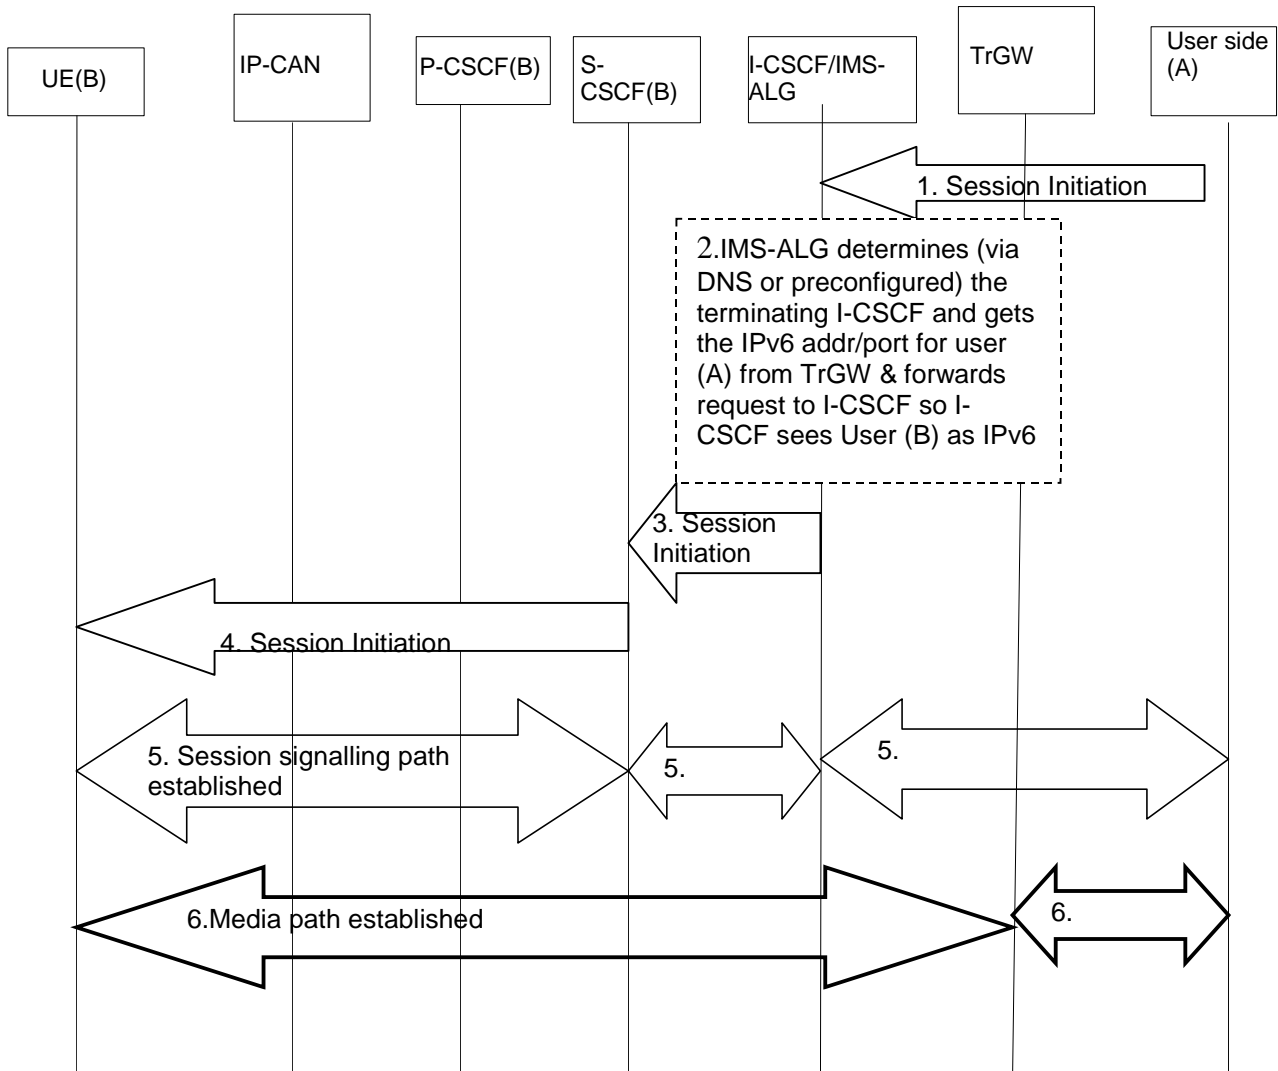 UE(B)
IP-CAN
P-CSCF(B)
S-
CSCF(B)
I-CSCF/IMS-
ALG
TrGW
User side
(A)
1. Session Initiation
2.IMS-ALG determines (via
DNS or preconfigured) the
terminating I-CSCF and gets
the IPv6 addr/port for user
(A) from TrGW & forwards
request to I-CSCF so I-
CSCF sees User (B) as IPv6
3. Session
Initiation
4. Session Initiation
5. Session signalling path
established
5.
5.
6.Media path established
6.